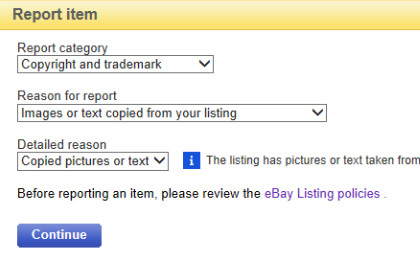 Report item
Report category
Copyright and trademark
Reason for report
Images or text copied from your listing
Detailed reason
Copied pictures or text i The listing has pictures or text taken from
Before reporting an item, please review the eBay Listing policies .
Continue